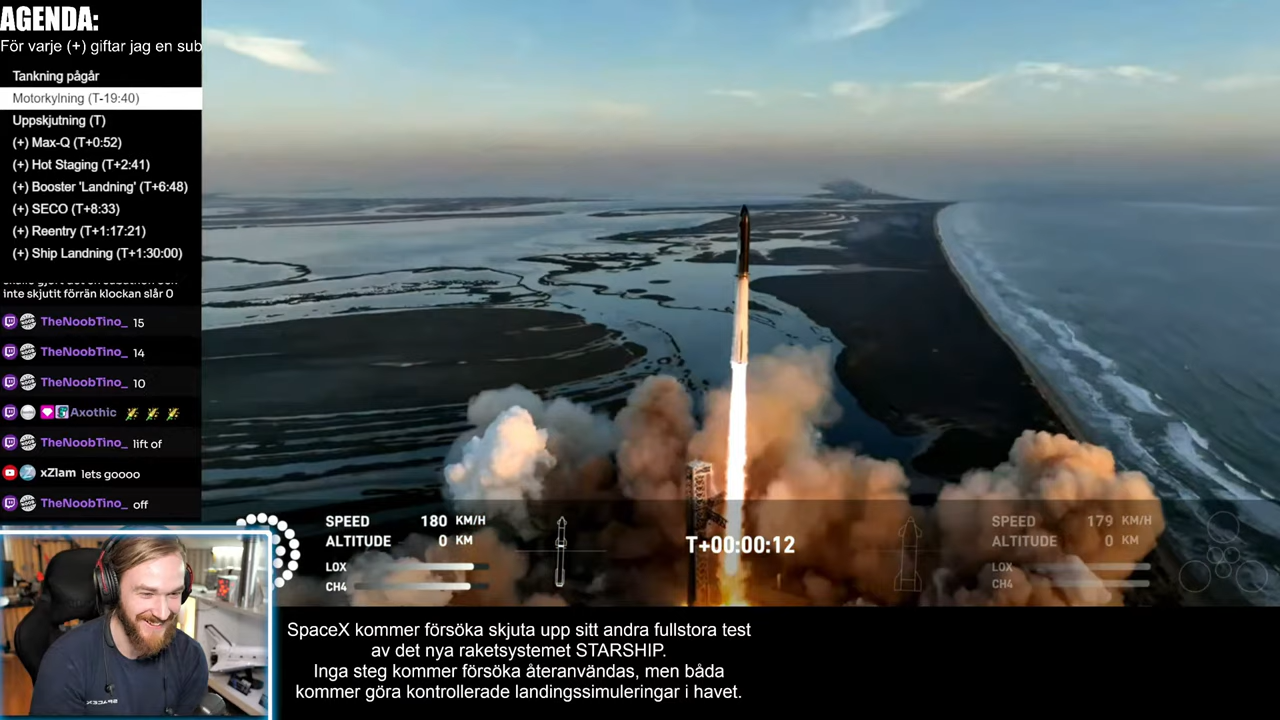 AGENDA:
För varje (+) giftar jag en sub
Tankning pågår
Motorkylning (T-19:40)
Uppskjutning (T)
(+) Max-Q (T+0:52)
(+) Hot Staging (T+2:41)
(+) Booster 'Landning' (T+6:48)
(+) SECO (T+8:33)
(+) Reentry (T+1:17:21)
(+) Ship Landning (T+1:30:00)
inte skjutit förrän klockan slår 0
TheNoobTino_ 15
TheNoobTino_ 14
TheNoobTino_ 10
Axothic
TheNoobTino_ lift of
xZlam lets goooo
TheNoobTino_ off
SPEED 180 KM/H
ALTITUDE 0 KM
LOX
CH4
T+00:00:12
SPEED 179 KM/H
ALTITUDE 0 KM
LOX
CH4
SPACEX
SpaceX kommer försöka skjuta upp sitt andra fullstora test
av det nya raketsystemet STARSHIP.
Inga steg kommer försöka återanvändas, men båda
kommer göra kontrollerade landingssimuleringar i havet.